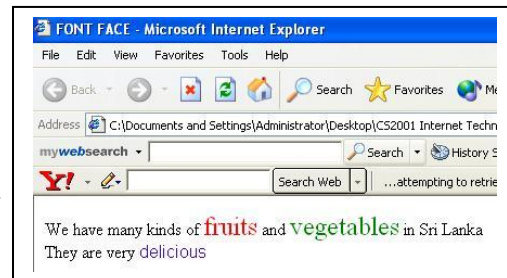 FONT FACE - Microsoft Internet Explorer
File Edit View Favorites Tools Help
Back Search Favorites Me
Address C:\Documents and Settings\Administrator\Desktop\CS2001 Internet Techn
mywebsearch Search History S
Y! Search Web ...attempting to retrie
We have many kinds of fruits and vegetables in Sri Lanka
They are very delicious